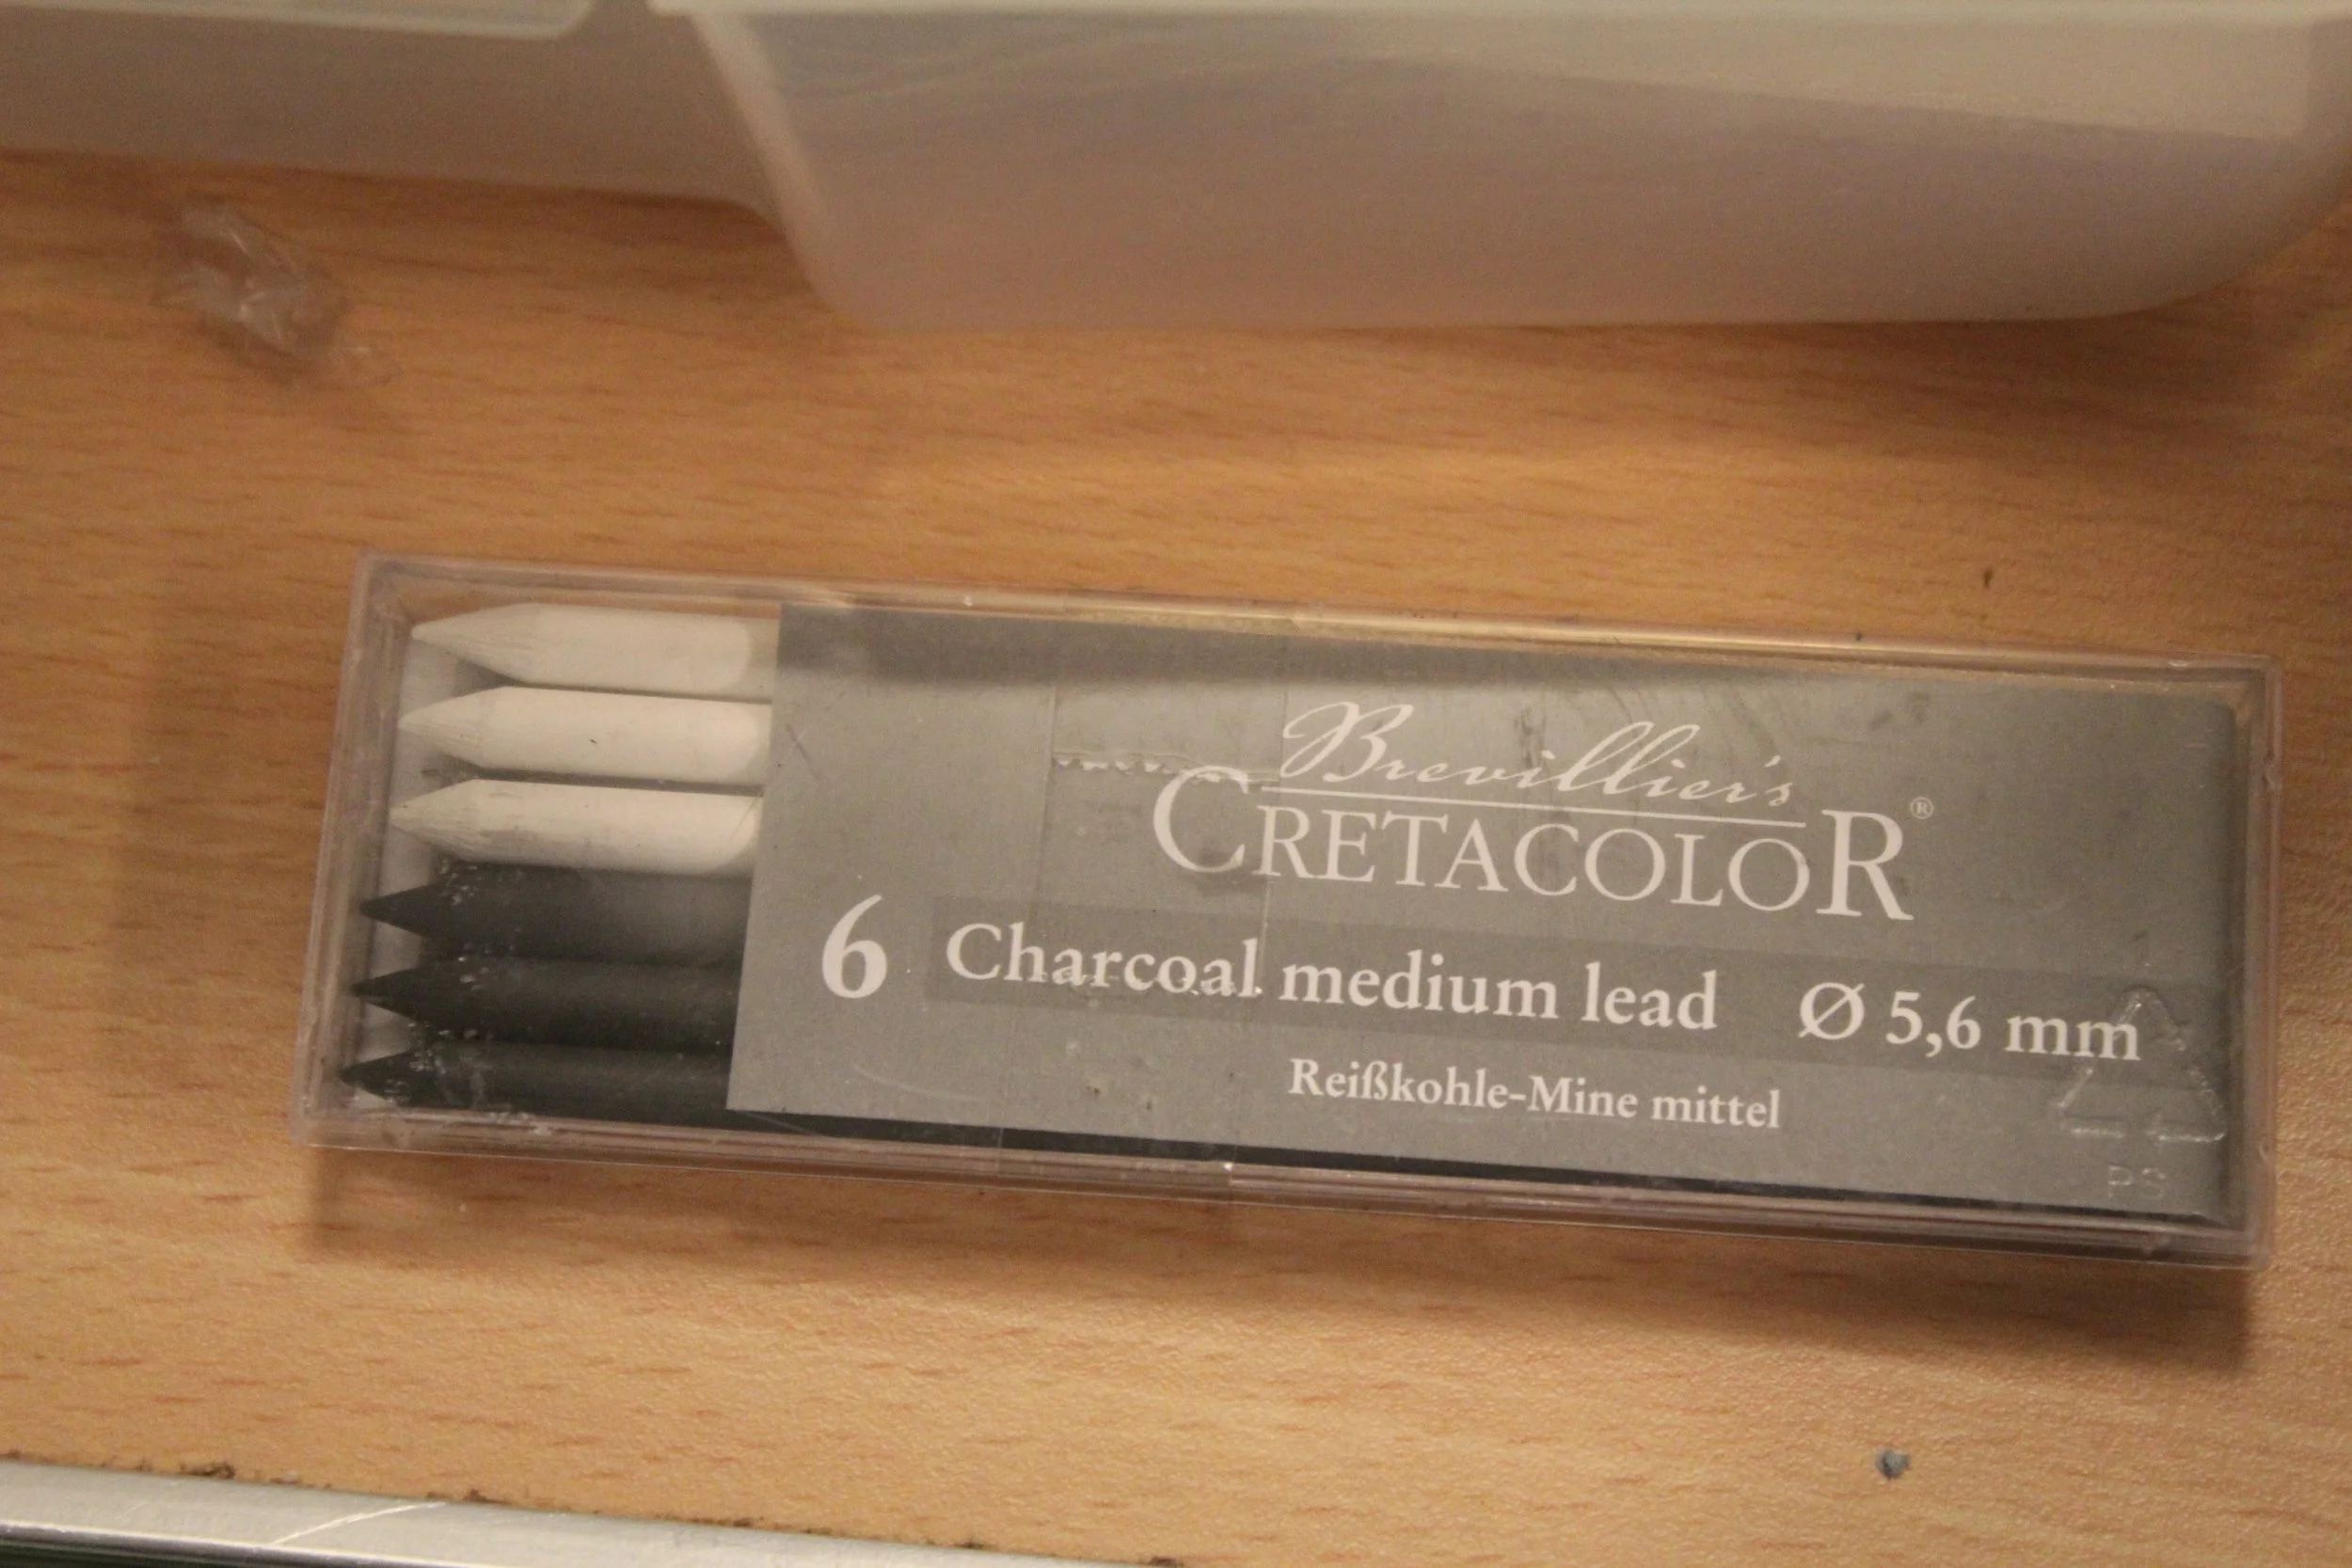 Brevillier's
CRETACOLOR®
6 Charcoal medium lead Ø 5,6 mm
Reißkohle-Mine mittel
PS